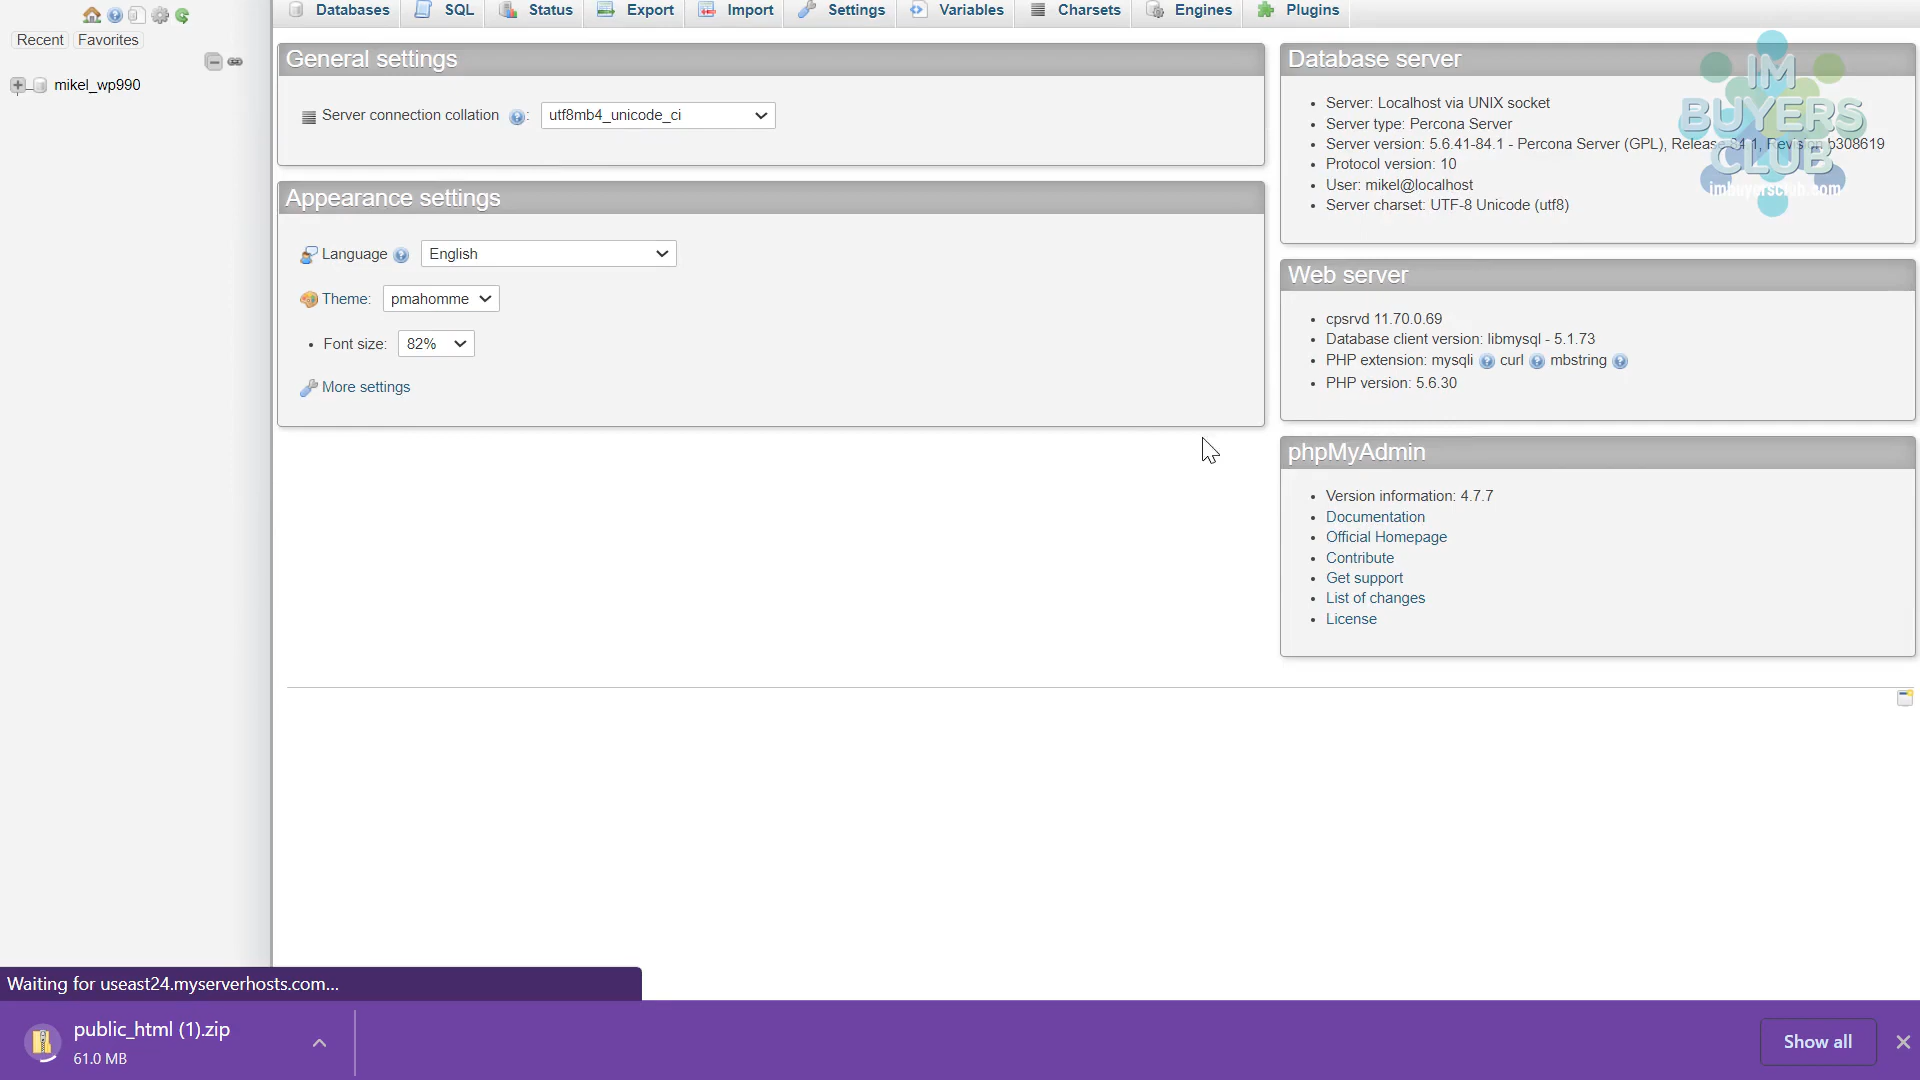 Databases SQL Status Export Import Settings Variables Charsets Engines Plugins
Recent Favorites
mikel_wp990
General settings
Server connection collation : utf8mb4_unicode_ci
Appearance settings
Language English
Theme: pmahomme
• Font size: 82%
More settings
Database server
• Server: Localhost via UNIX socket
• Server type: Percona Server
• Server version: 5.6.41-84.1 - Percona Server (GPL), Release 84.1, Revision b308619
• Protocol version: 10
• User: mikel@localhost
• Server charset: UTF-8 Unicode (utf8)
IM
BUYERS
CLUB
imbuyersclub.com
Web server
• cpsrvd 11.70.0.69
• Database client version: libmysql - 5.1.73
• PHP extension: mysqli curl mbstring
• PHP version: 5.6.30
phpMyAdmin
• Version information: 4.7.7
• Documentation
• Official Homepage
• Contribute
• Get support
• List of changes
• License
Waiting for useast24.myserverhosts.com...
public_html (1).zip
61.0 MB
Show all